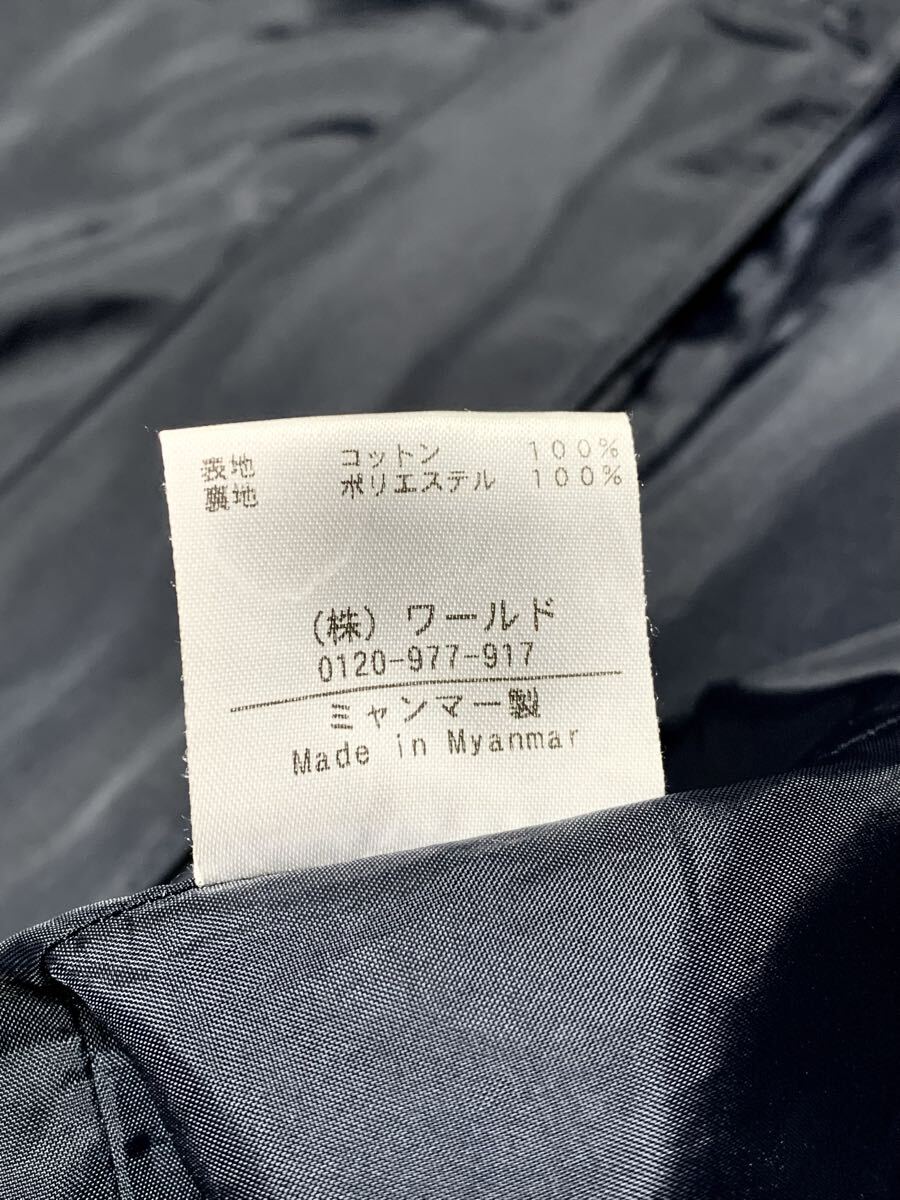 表地 コットン 100%
裏地 ポリエステル 100%
(株) ワールド
0120-977-917
ミャンマー製
Made in Myanmar